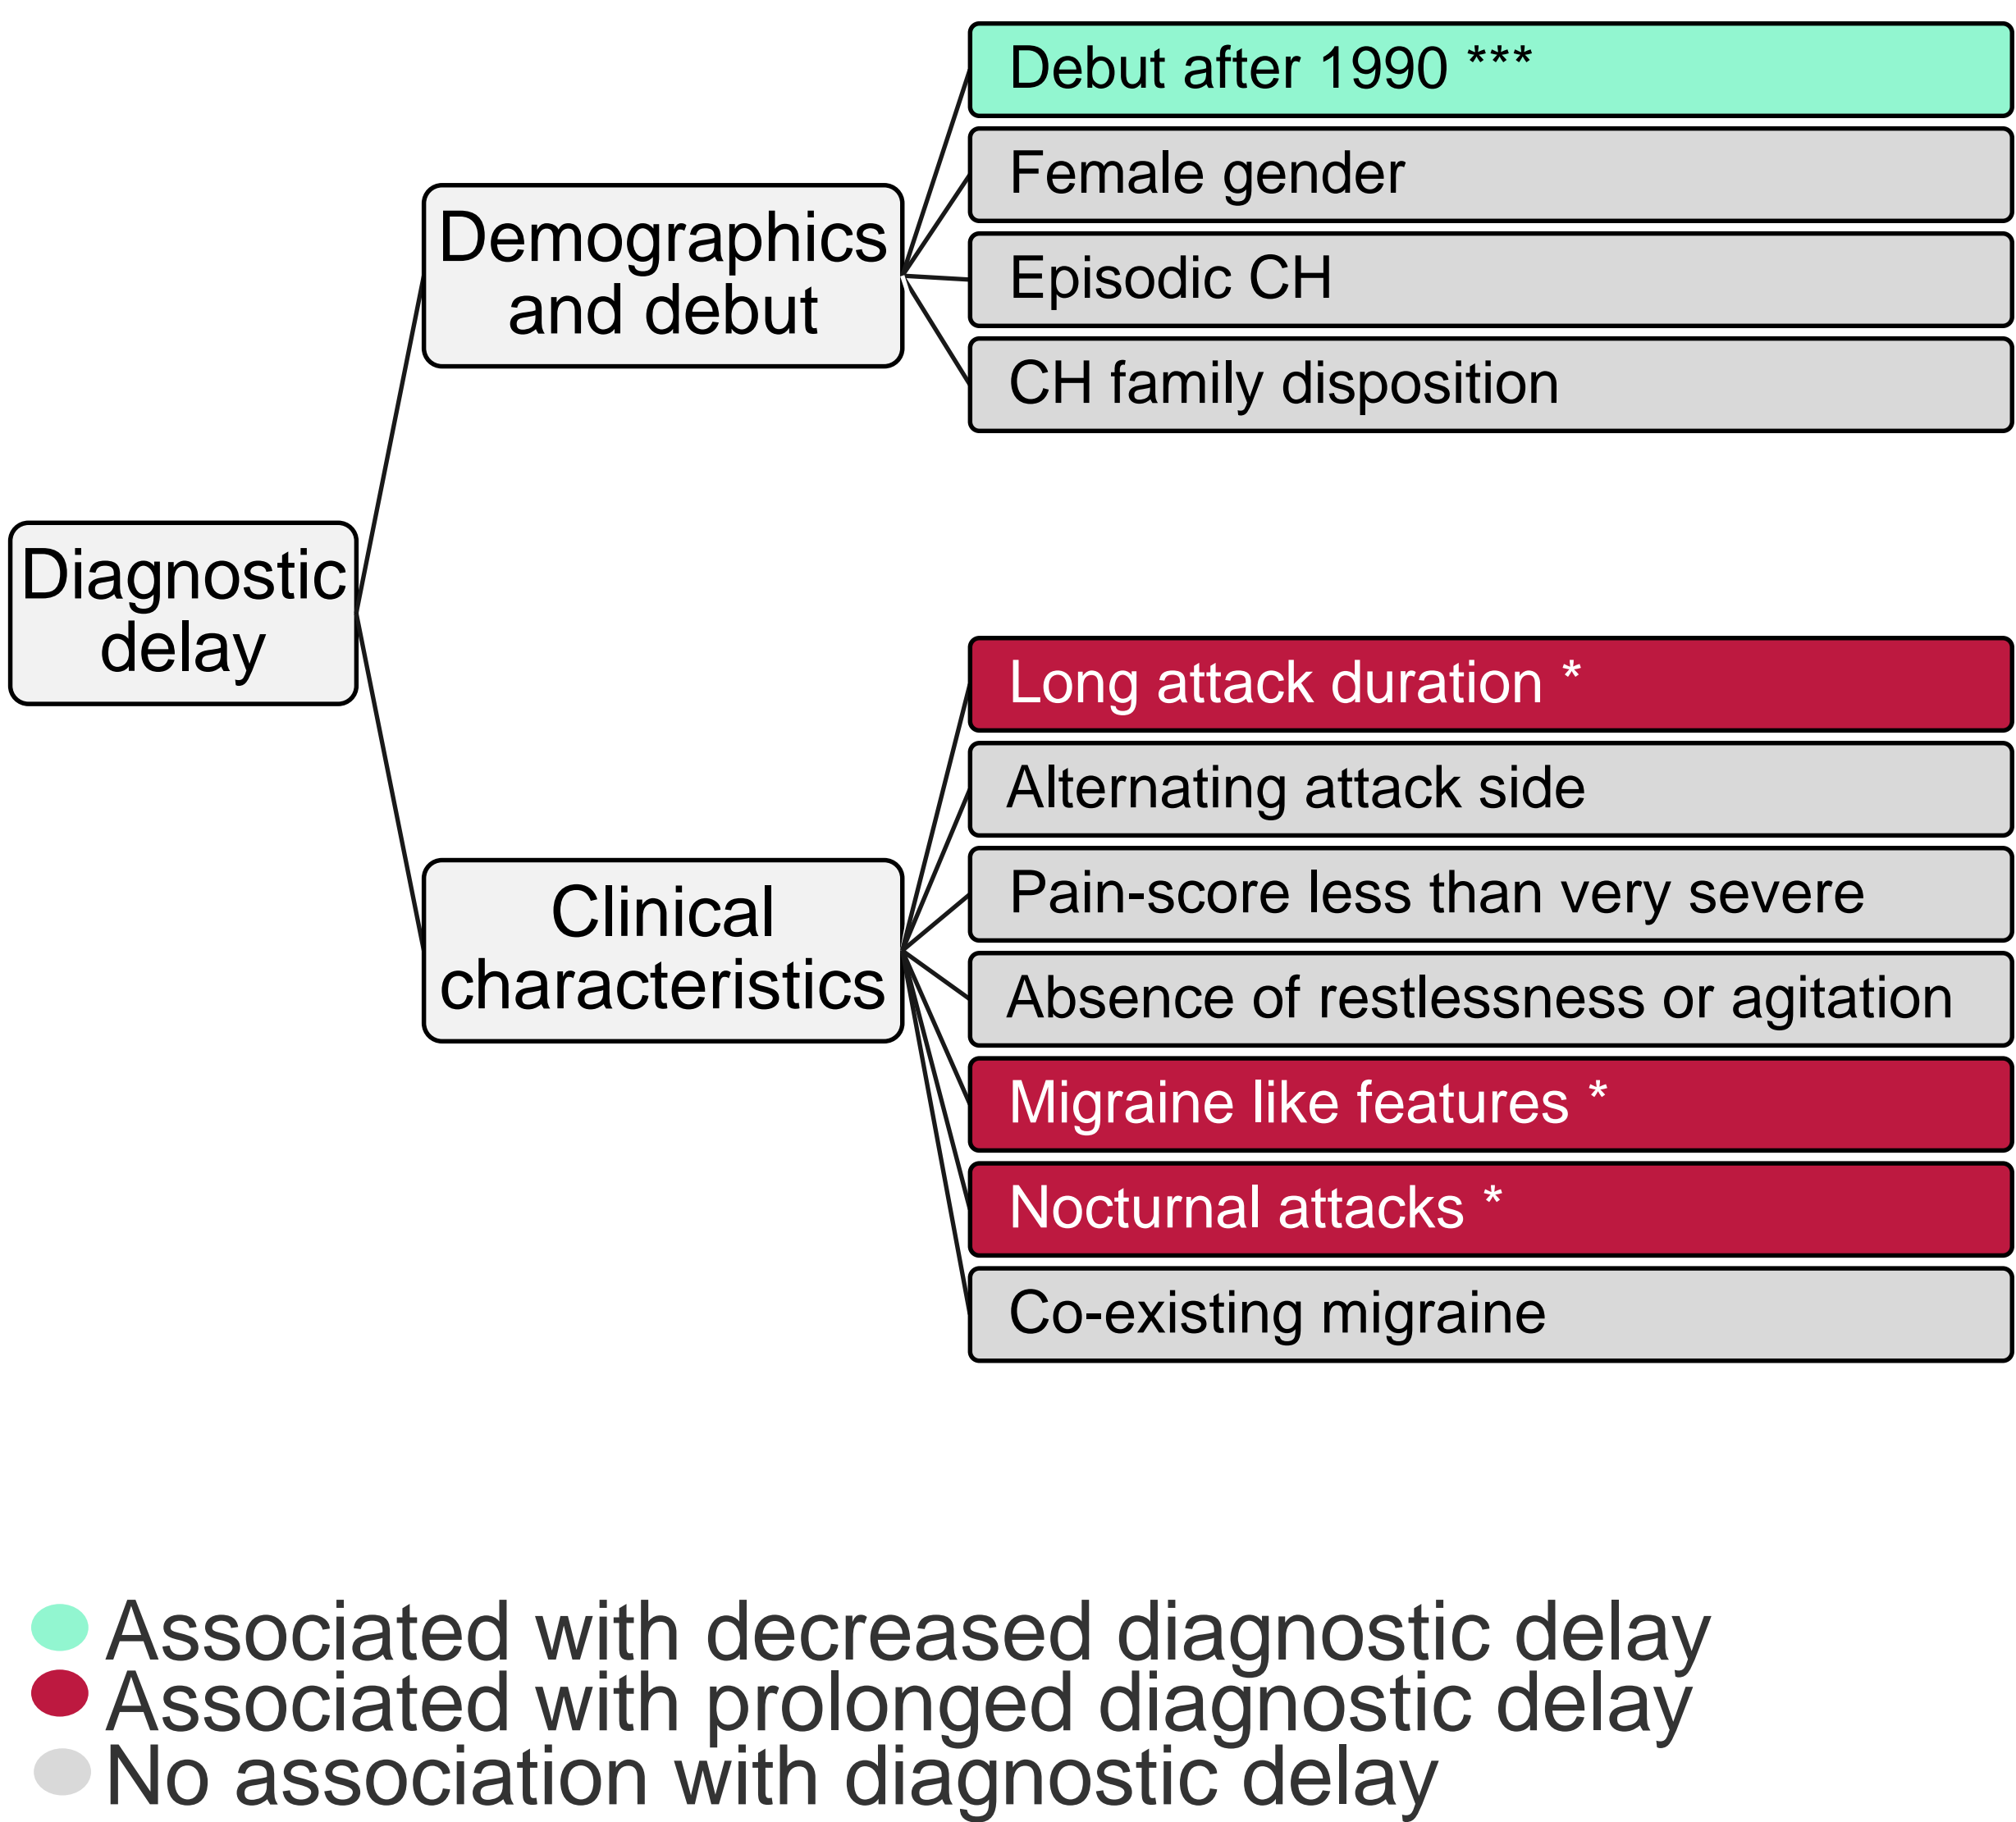 Debut after 1990 ***
Female gender
Episodic CH
CH family disposition
Demographics
and debut
Diagnostic
delay
Clinical
characteristics
Long attack duration *
Alternating attack side
Pain-score less than very severe
Absence of restlessness or agitation
Migraine like features *
Nocturnal attacks *
Co-existing migraine
Associated with decreased diagnostic delay
Associated with prolonged diagnostic delay
No association with diagnostic delay